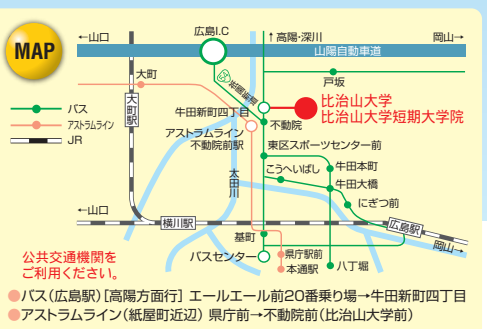 MAP
←山口
広島I.C
↑高陽・深川
岡山→
山陽自動車道
大町
戸坂
祇園新道
54
バス
アストラムライン
JR
大町駅
牛田新町四丁目
比治山大学
比治山大学短期大学院
不動院
アストラムライン
不動院前駅
東区スポーツセンター前
太田川
こうへいばし
牛田本町
牛田大橋
にぎつ前
←山口
横川駅
広島駅
基町
岡山→
公共交通機関を
ご利用ください。
バスセンター
県庁駅前
本通駅
八丁堀
●バス(広島駅)[高陽方面行] エールエール前20番乗り場→牛田新町四丁目
●アストラムライン(紙屋町近辺) 県庁前→不動院前(比治山大学前)